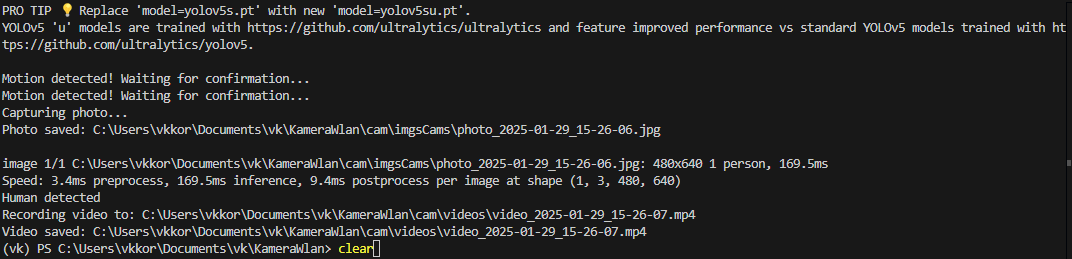 PRO TIP 💡 Replace 'model=yolov5s.pt' with new 'model=yolov5su.pt'.
YOLOv5 'u' models are trained with https://github.com/ultralytics/ultralytics and feature improved performance vs standard YOLOv5 models trained with ht
tps://github.com/ultralytics/yolov5.

Motion detected! Waiting for confirmation...
Motion detected! Waiting for confirmation...
Capturing photo...
Photo saved: C:\Users\vkkor\Documents\vk\KameraWlan\cam\imgsCams\photo_2025-01-29_15-26-06.jpg

image 1/1 C:\Users\vkkor\Documents\vk\KameraWlan\cam\imgsCams\photo_2025-01-29_15-26-06.jpg: 480x640 1 person, 169.5ms
Speed: 3.4ms preprocess, 169.5ms inference, 9.4ms postprocess per image at shape (1, 3, 480, 640)
Human detected
Recording video to: C:\Users\vkkor\Documents\vk\KameraWlan\cam\videos\video_2025-01-29_15-26-07.mp4
Video saved: C:\Users\vkkor\Documents\vk\KameraWlan\cam\videos\video_2025-01-29_15-26-07.mp4
(vk) PS C:\Users\vkkor\Documents\vk\KameraWlan> clear